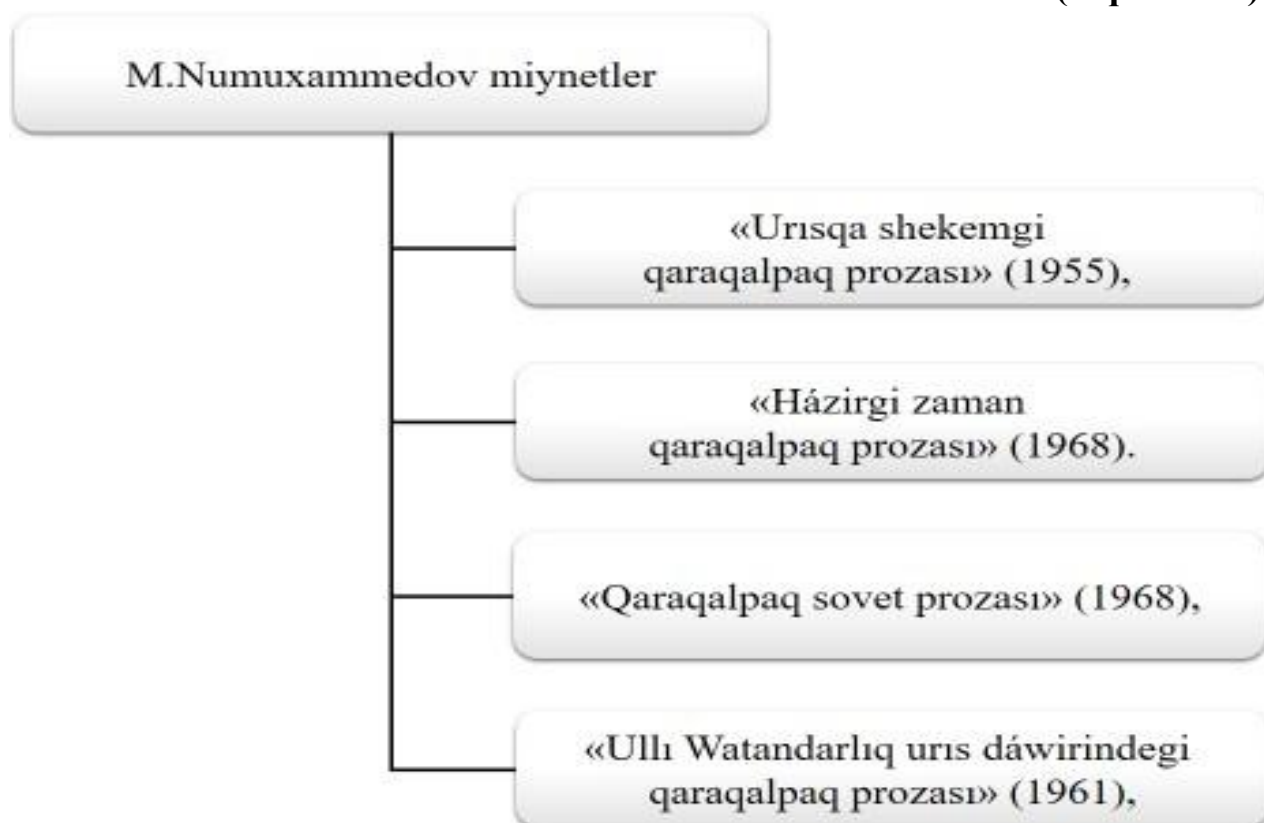 M.Numuxammedov miynetler
«Urısqa shekemgi
qaraqalpaq prozası» (1955),
«Házirgi zaman
qaraqalpaq prozası» (1968).
«Qaraqalpaq sovet prozası» (1968),
«Ullı Watandarlıq urıs dáwirindegi
qaraqalpaq prozası» (1961),